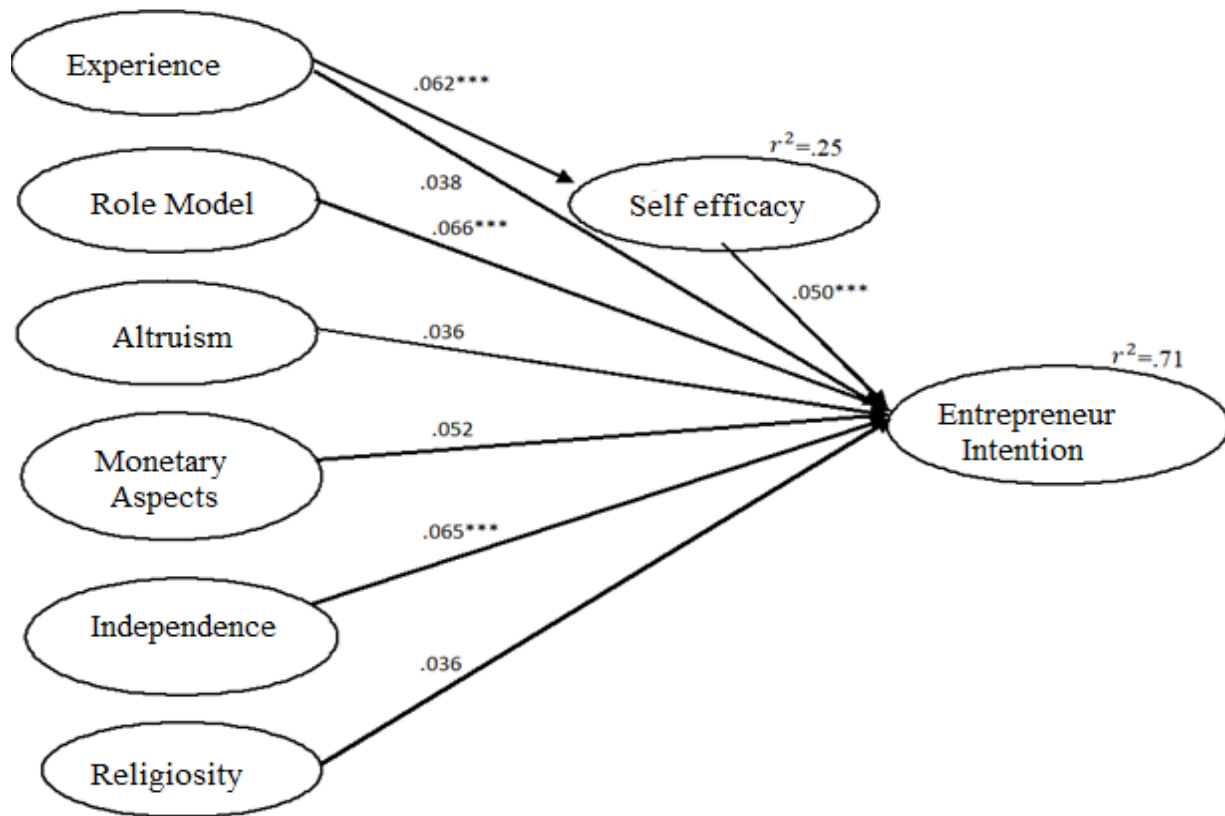 Experience
.062***
r²=.25
.038
Role Model
.066***
Self efficacy
.050***
Altruism
.036
r²=.71
Entrepreneur
Intention
.052
Monetary
Aspects
.065***
Independence
.036
Religiosity